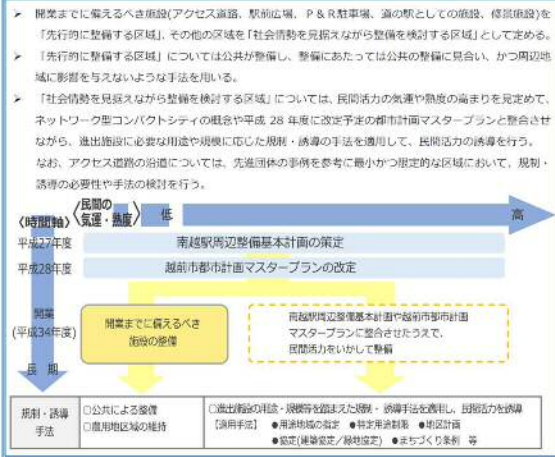 ➢ 開業までに備えるべき施設(アクセス道路、駅前広場、P&R駐車場、道の駅としての施設、修景施設)を
「先行的に整備する区域」、その他の区域を「社会情勢を見据えながら整備を検討する区域」として定める。
➢ 「先行的に整備する区域」については公共が整備し、整備にあたっては公共の整備に見合い、かつ周辺地
域に影響を与えないような手法を用いる。
➢ 「社会情勢を見据えながら整備を検討する区域」については、民間活力の気運や熟度の高まりを見定めて、
ネットワーク型コンパクトシティの概念や平成 28 年度に改定予定の都市計画マスタープランと整合させ
ながら、進出施設に必要な用途や規模に応じた規制・誘導の手法を適用して、民間活力の誘導を行う。
なお、アクセス道路の沿道については、先進団体の事例を参考に最小かつ限定的な区域において、規制・
誘導の必要性や手法の検討を行う。
〈民間の気運・熟度〉 低 高
〈時間軸〉
平成27年度 南越駅周辺整備基本計画の策定
平成28年度 越前市都市計画マスタープランの改定
開業
(平成34年度)
開業までに備えるべき
施設の整備
南越駅周辺整備基本計画や越前市都市計画
マスタープランに整合させたうえで、
民間活力をいかして整備
長 期
規制・誘導
手法
○公共による整備
○農用地区域の維持
○進出施設の用途・規模等を踏まえた規制・誘導手法を適用し、民間活力を誘導
【適用手法】 ●用途地域の指定 ●特定用途制限 ●地区計画
●協定(建築協定/緑地協定) ●まちづくり条例 等